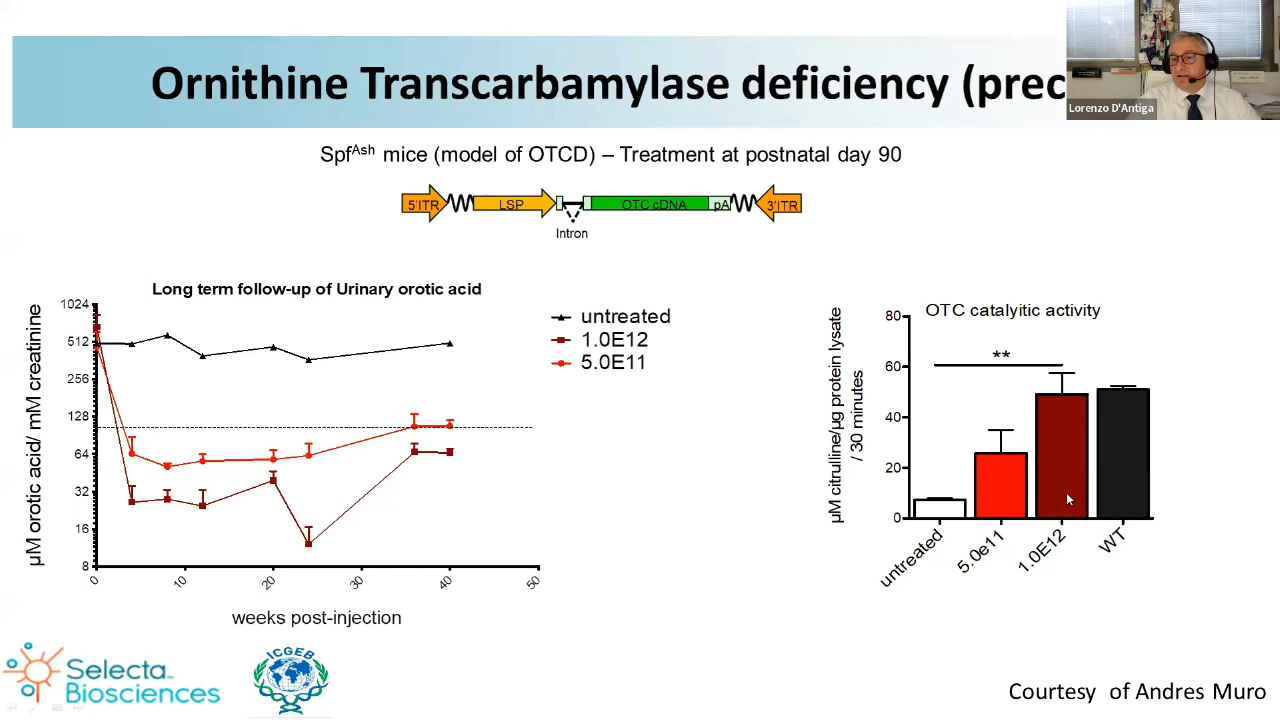 Ornithine Transcarbamylase deficiency (prec
Lorenzo D'Antiga
Spf^Ash mice (model of OTCD) – Treatment at postnatal day 90
5'ITR LSP OTC cDNA pA 3'ITR
Intron
Long term follow-up of Urinary orotic acid
µM orotic acid/ mM creatinine
1024
512
256
128
64
32
16
8
0 10 20 30 40 50
weeks post-injection
untreated
1.0E12
5.0E11
OTC catalyitic activity
µM citrulline/µg protein lysate
/ 30 minutes
80
60
40
20
0
**
untreated 5.0e11 1.0E12 WT
Selecta
Biosciences
ICGEB
Courtesy of Andres Muro